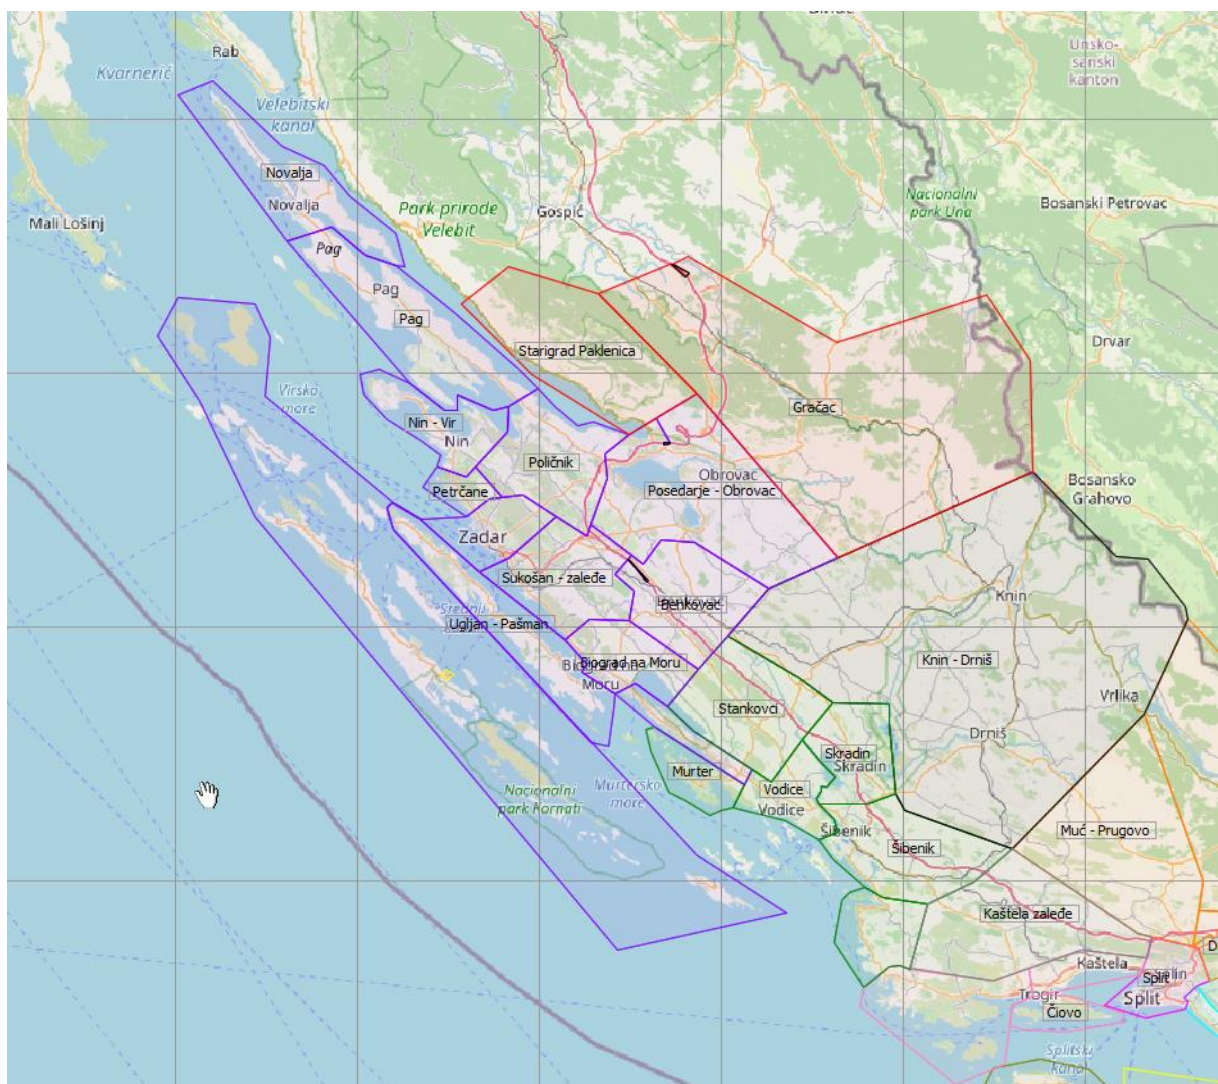 Rab
Kvarnerić
Velebitski
kanal
Unsko-
sanski
kanton
Novalja
Novalja
Park prirode
Velebit
Gospić
Nacionalni
park Una
Bosanski Petrovac
Mali Lošinj
Pag
Pag
Pag
Starigrad Paklenica
Drvar
Virsko
more
Gračac
Nin - Vir
Nin
Poličnik
Obrovac
Posedarje - Obrovac
Bosansko
Grahovo
Petrčane
Zadar
Sukošan - zaleđe
Benkovac
Knin
Srednji
Ugljan - Pašman
Biograd na Moru
Biograd na
Moru
Knin - Drniš
Vrlika
Stankovci
Drniš
Skradin
Skradin
Murter
Murtersko
more
Vodice
Vodice
Nacionalni
park Kornati
Šibenik
Šibenik
Muć - Prugovo
Kaštela zaleđe
Kaštela
D
Split
Split
Trogir
Čiovo
Splitski
kanal